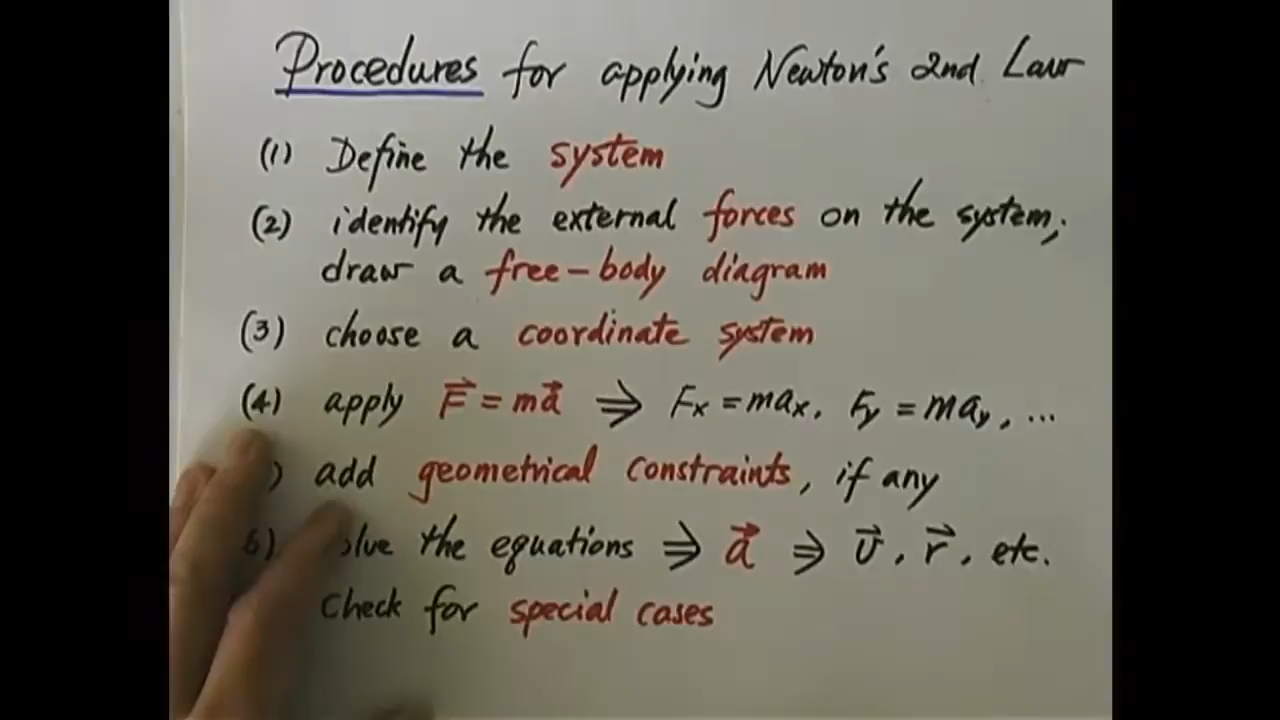 Procedures for applying Newton's 2nd Law
(1) Define the system
(2) identify the external forces on the system;
draw a free-body diagram
(3) choose a coordinate system
(4) apply F⃗ = ma⃗ ⇒ Fx = max, Fy = may, ...
) add geometrical constraints, if any
6) olve the equations ⇒ a⃗ ⇒ v⃗, r⃗, etc.
Check for special cases